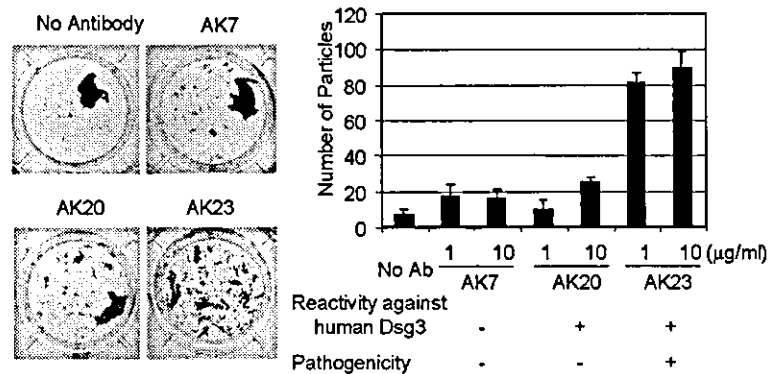 No Antibody AK7
AK20 AK23
Number of Particles
120
100
80
60
40
20
0
No Ab 1 10 1 10 1 10 (μg/ml)
AK7 AK20 AK23
Reactivity against
human Dsg3 - + +
Pathogenicity - - +